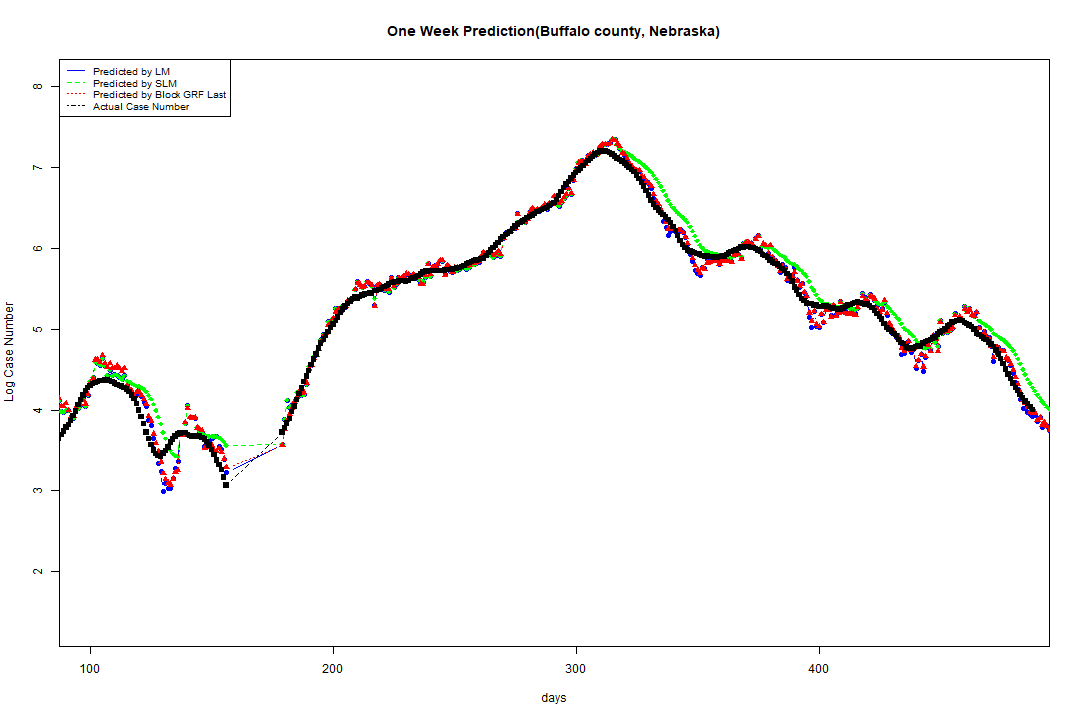 One Week Prediction(Buffalo county, Nebraska)
Predicted by LM
Predicted by SLM
Predicted by Block GRF Last
Actual Case Number
8
7
6
5
4
3
2
Log Case Number
100 200 300 400
days